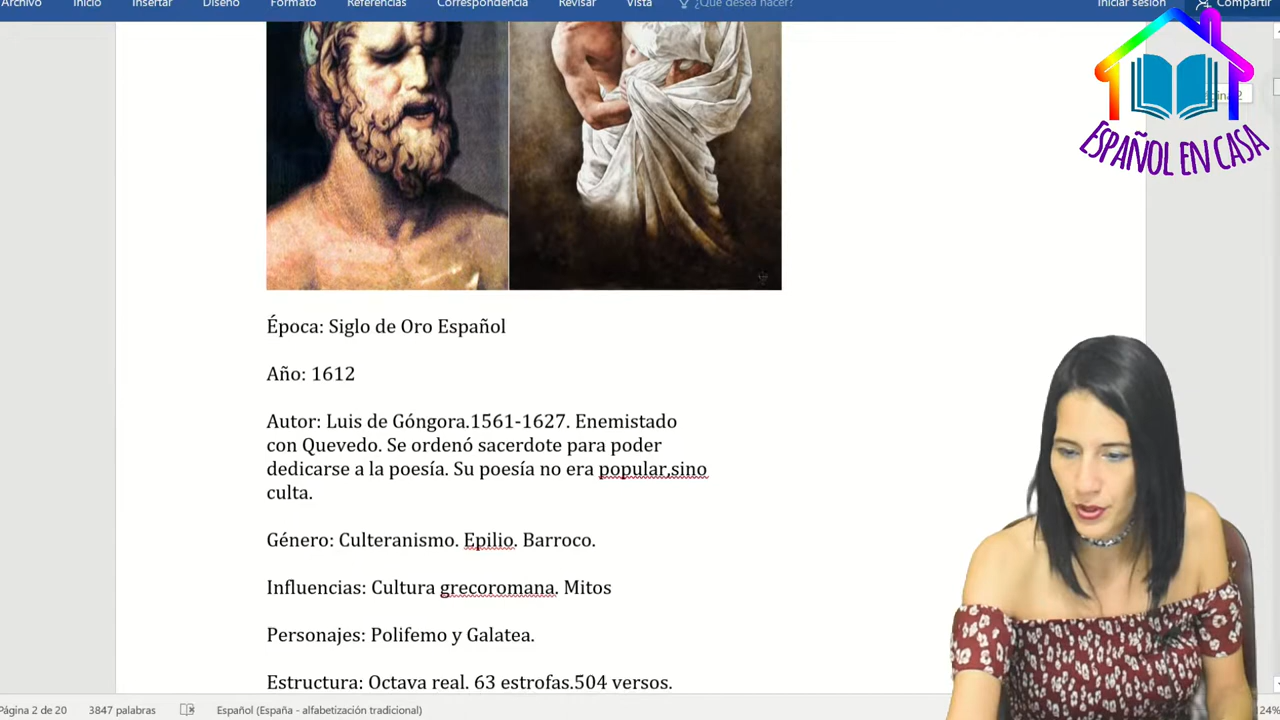 Archivo Inicio Insertar Diseño Formato Referencias Correspondencia Revisar Vista ¿Qué desea hacer? Iniciar sesión Compartir
ESPAÑOL EN CASA
Época: Siglo de Oro Español
Año: 1612
Autor: Luis de Góngora.1561-1627. Enemistado
con Quevedo. Se ordenó sacerdote para poder
dedicarse a la poesía. Su poesía no era popular,sino
culta.
Género: Culteranismo. Epilio. Barroco.
Influencias: Cultura grecoromana. Mitos
Personajes: Polifemo y Galatea.
Estructura: Octava real. 63 estrofas.504 versos.
Página 2 de 20 3847 palabras Español (España - alfabetización tradicional) 124%